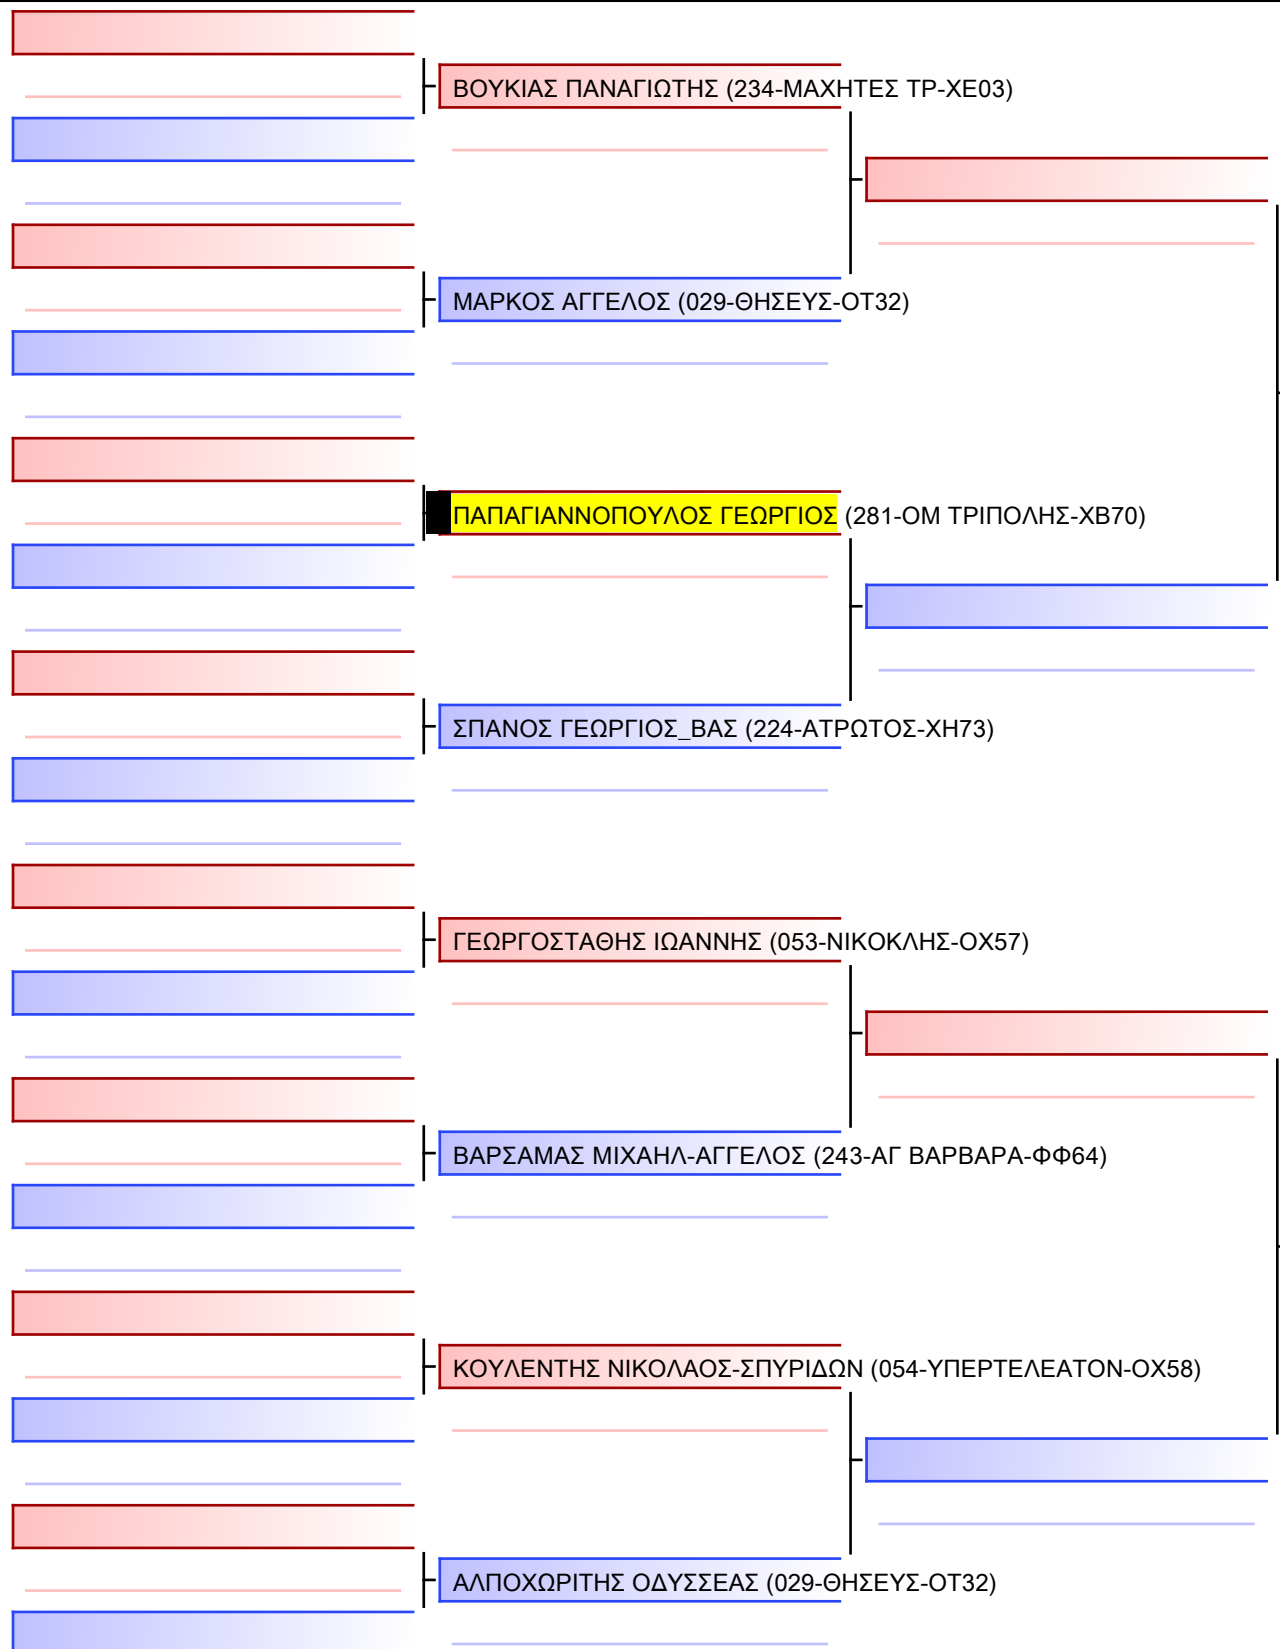 ΒΟΥΚΙΑΣ ΠΑΝΑΓΙΩΤΗΣ (234-ΜΑΧΗΤΕΣ ΤΡ-ΧΕ03)
ΜΑΡΚΟΣ ΑΓΓΕΛΟΣ (029-ΘΗΣΕΥΣ-ΟΤ32)
ΠΑΠΑΓΙΑΝΝΟΠΟΥΛΟΣ ΓΕΩΡΓΙΟΣ (281-ΟΜ ΤΡΙΠΟΛΗΣ-ΧΒ70)
ΣΠΑΝΟΣ ΓΕΩΡΓΙΟΣ_ΒΑΣ (224-ΑΤΡΩΤΟΣ-ΧΗ73)
ΓΕΩΡΓΟΣΤΑΘΗΣ ΙΩΑΝΝΗΣ (053-ΝΙΚΟΚΛΗΣ-ΟΧ57)
ΒΑΡΣΑΜΑΣ ΜΙΧΑΗΛ-ΑΓΓΕΛΟΣ (243-ΑΓ ΒΑΡΒΑΡΑ-ΦΦ64)
ΚΟΥΛΕΝΤΗΣ ΝΙΚΟΛΑΟΣ-ΣΠΥΡΙΔΩΝ (054-ΥΠΕΡΤΕΛΕΑΤΟΝ-ΟΧ58)
ΑΛΠΟΧΩΡΙΤΗΣ ΟΔΥΣΣΕΑΣ (029-ΘΗΣΕΥΣ-ΟΤ32)